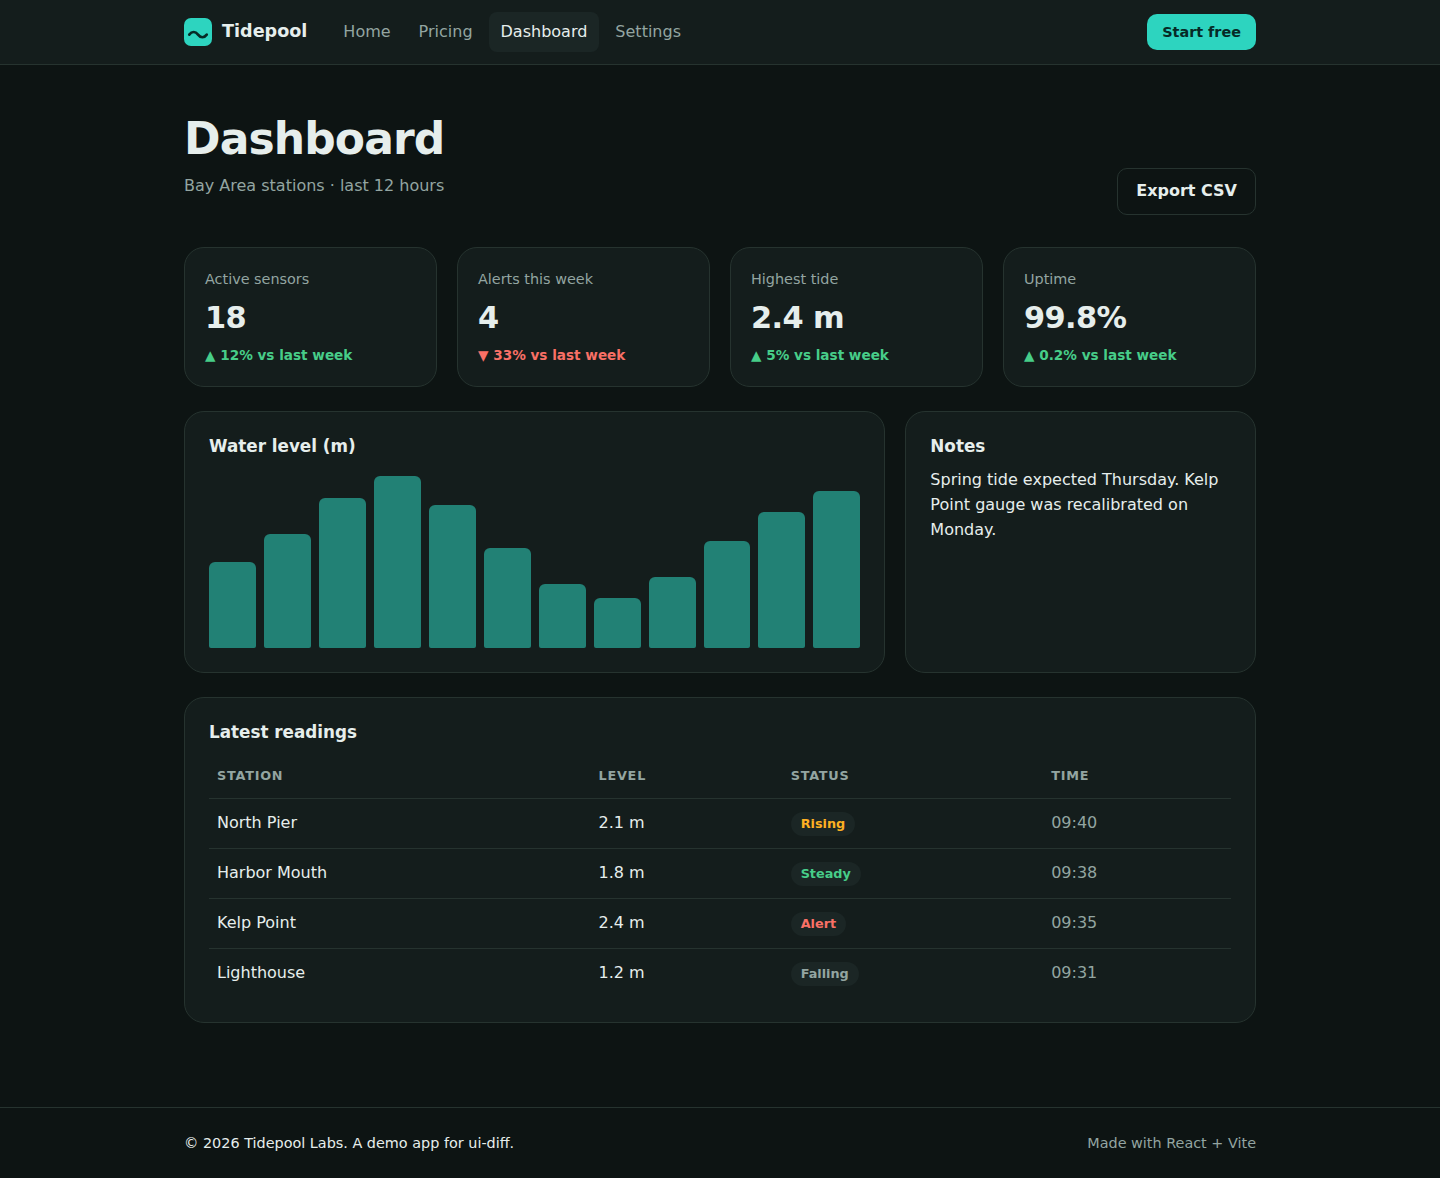 Tidepool
Home
Pricing
Dashboard
Settings
Start free
Dashboard
Bay Area stations · last 12 hours
Export CSV
Active sensors
18
▲ 12% vs last week
Alerts this week
4
▼ 33% vs last week
Highest tide
2.4 m
▲ 5% vs last week
Uptime
99.8%
▲ 0.2% vs last week
Water level (m)
Notes
Spring tide expected Thursday. Kelp
Point gauge was recalibrated on
Monday.
Latest readings
STATION LEVEL STATUS TIME
North Pier 2.1 m Rising 09:40
Harbor Mouth 1.8 m Steady 09:38
Kelp Point 2.4 m Alert 09:35
Lighthouse 1.2 m Falling 09:31
© 2026 Tidepool Labs. A demo app for ui-diff.
Made with React + Vite